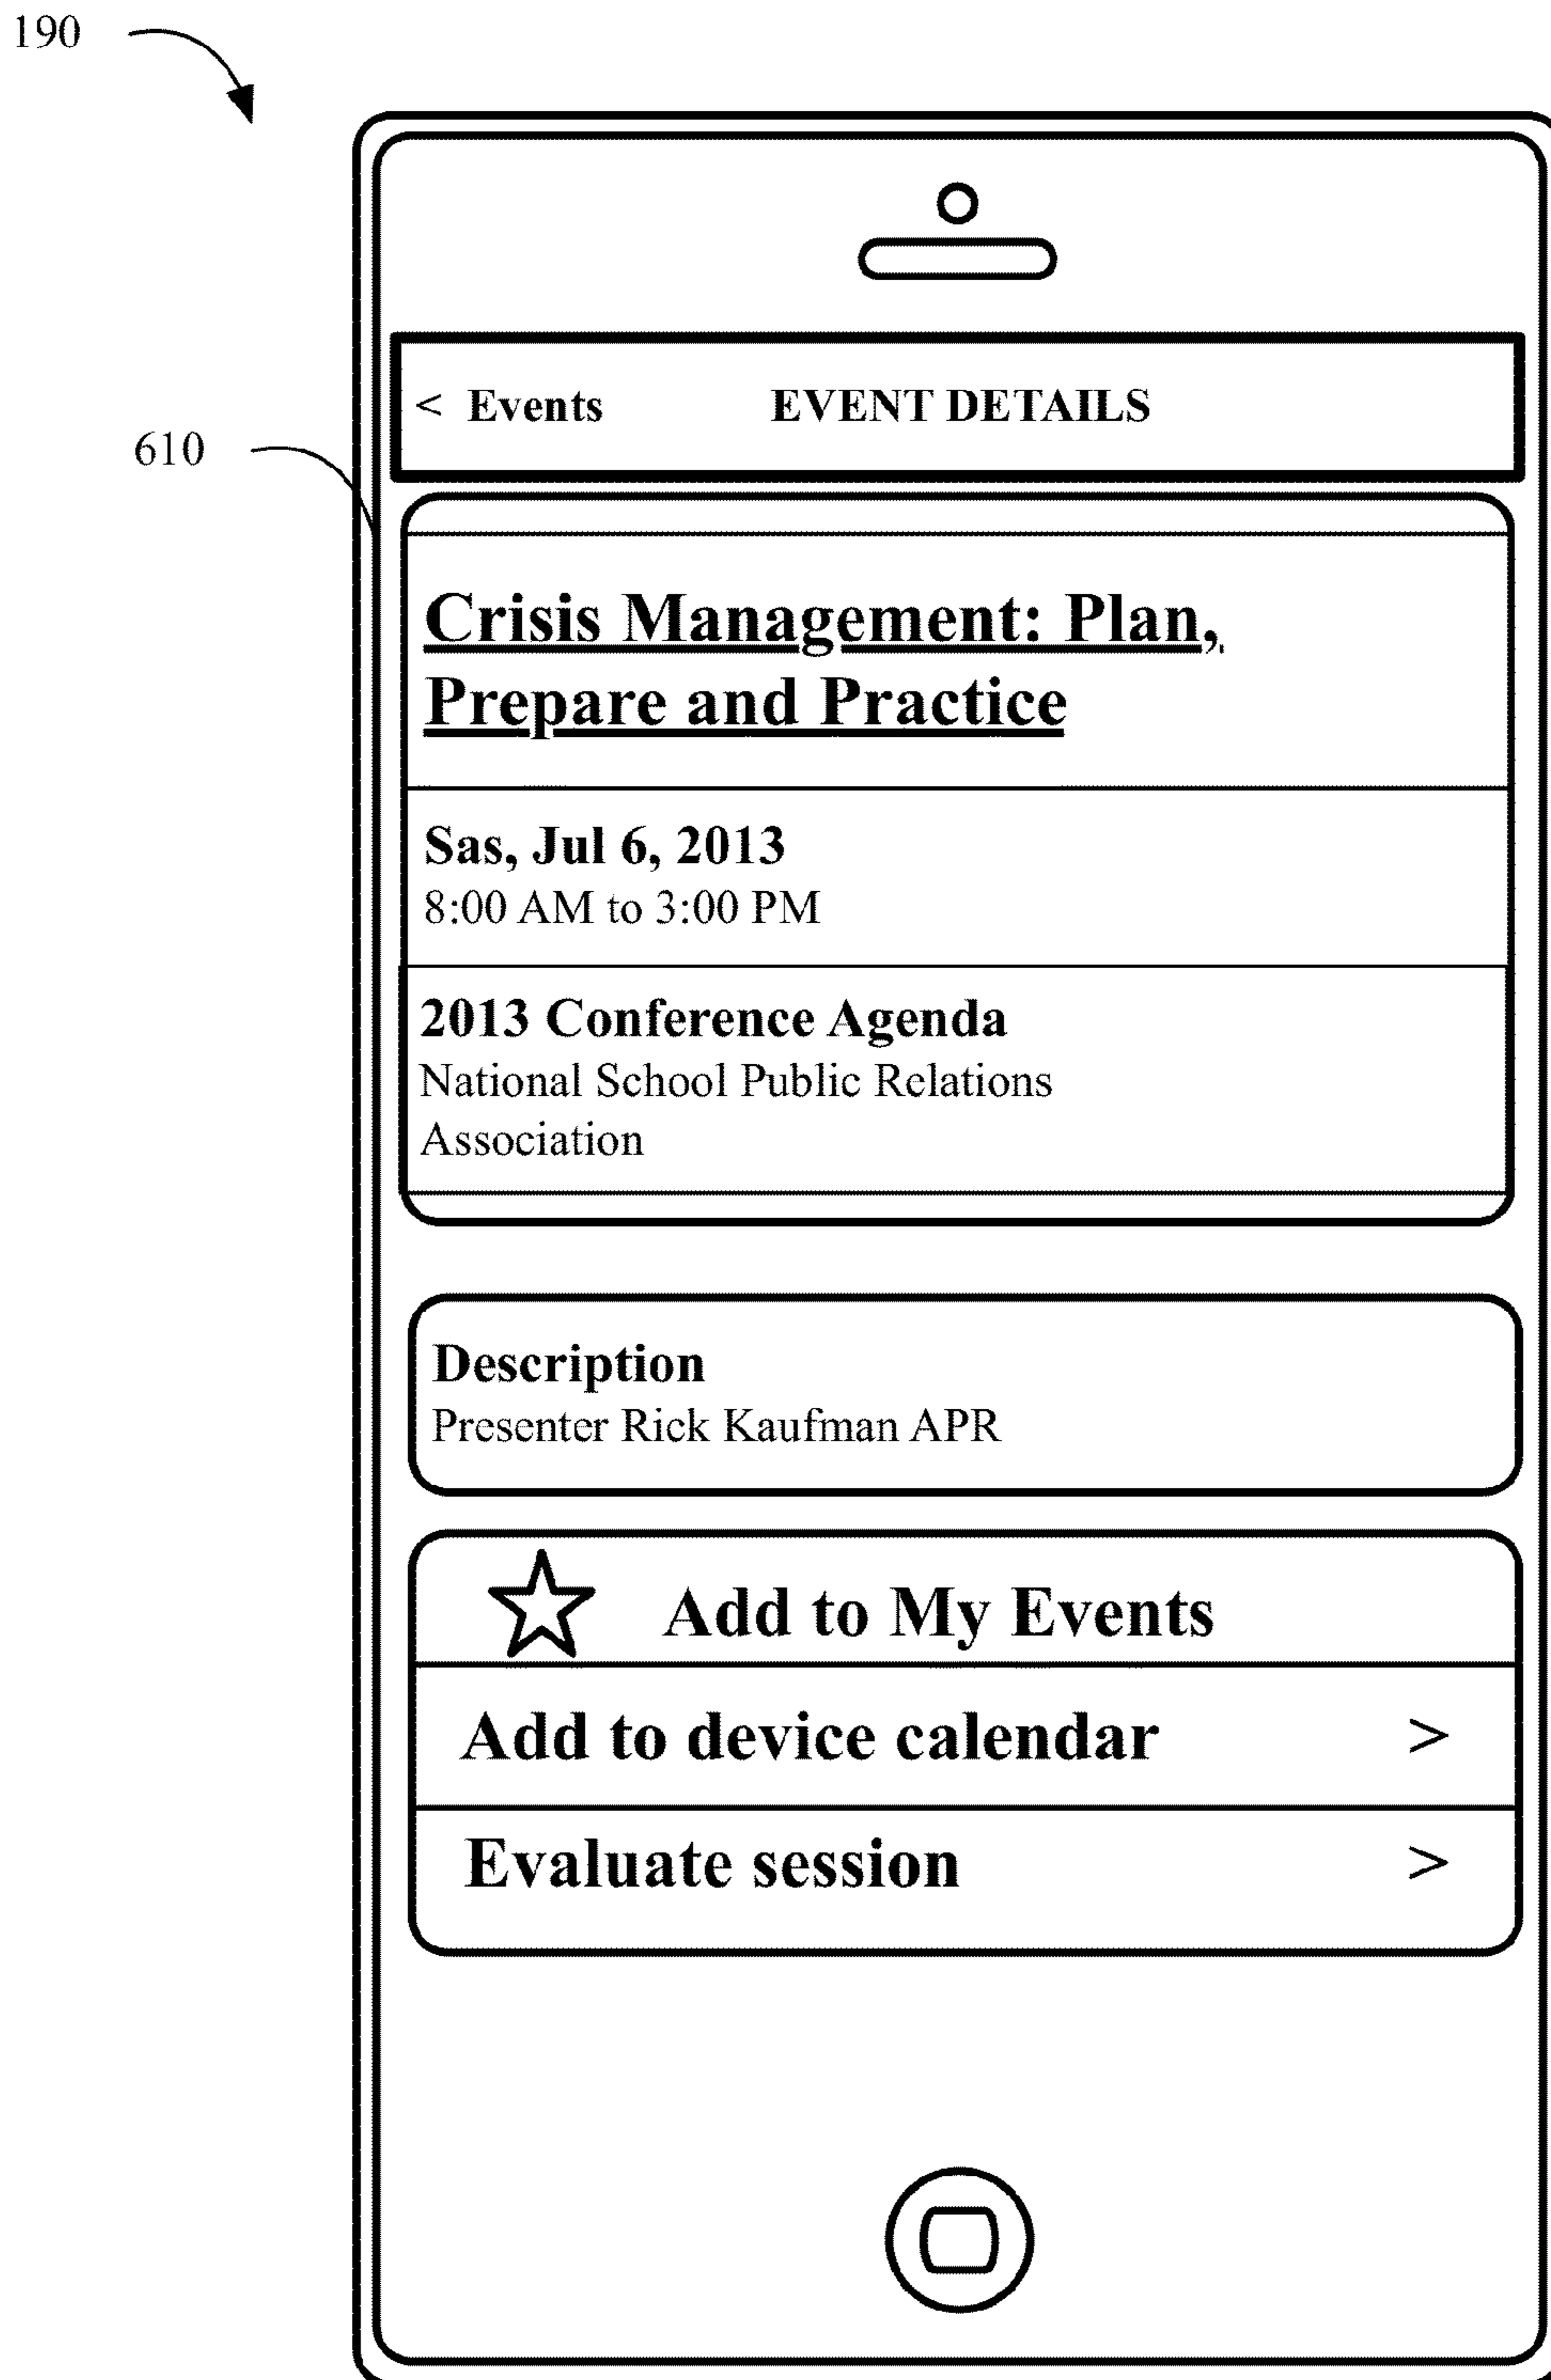 190
< Events EVENT DETAILS
610
Crisis Management: Plan,
Prepare and Practice
Sas, Jul 6, 2013
8:00 AM to 3:00 PM
2013 Conference Agenda
National School Public Relations
Association
Description
Presenter Rick Kaufman APR
Add to My Events
Add to device calendar >
Evaluate session >